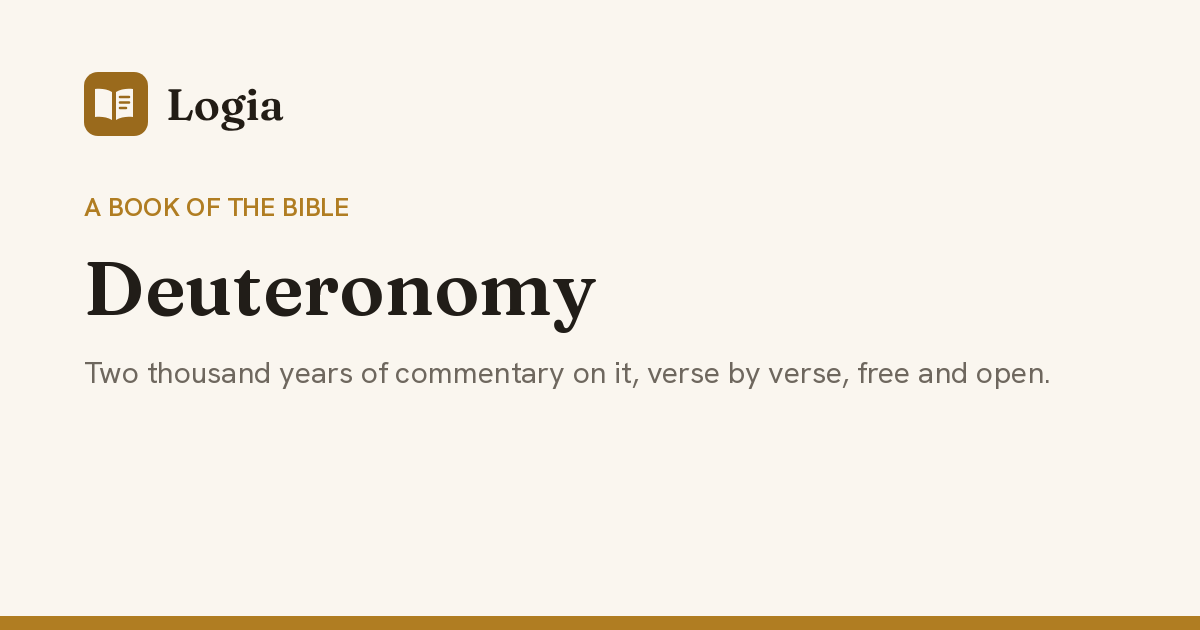 Logia
A BOOK OF THE BIBLE
Deuteronomy
Two thousand years of commentary on it, verse by verse, free and open.